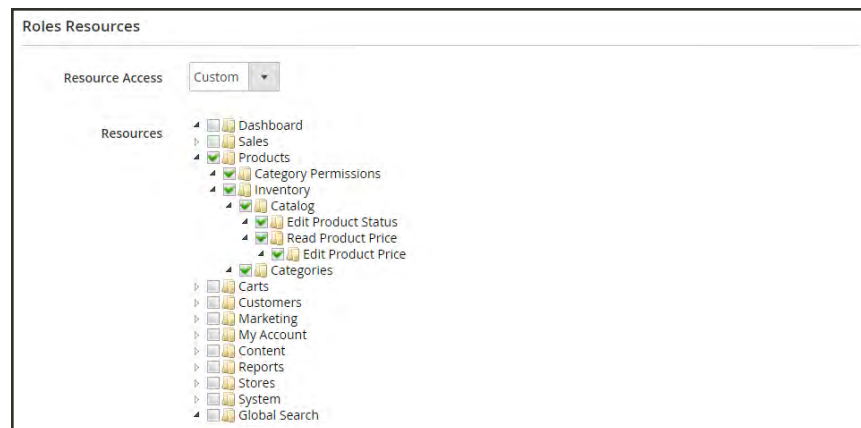 Roles Resources
Resource Access Custom
Resources
Dashboard
Sales
Products
Category Permissions
Inventory
Catalog
Edit Product Status
Read Product Price
Edit Product Price
Categories
Carts
Customers
Marketing
My Account
Content
Reports
Stores
System
Global Search